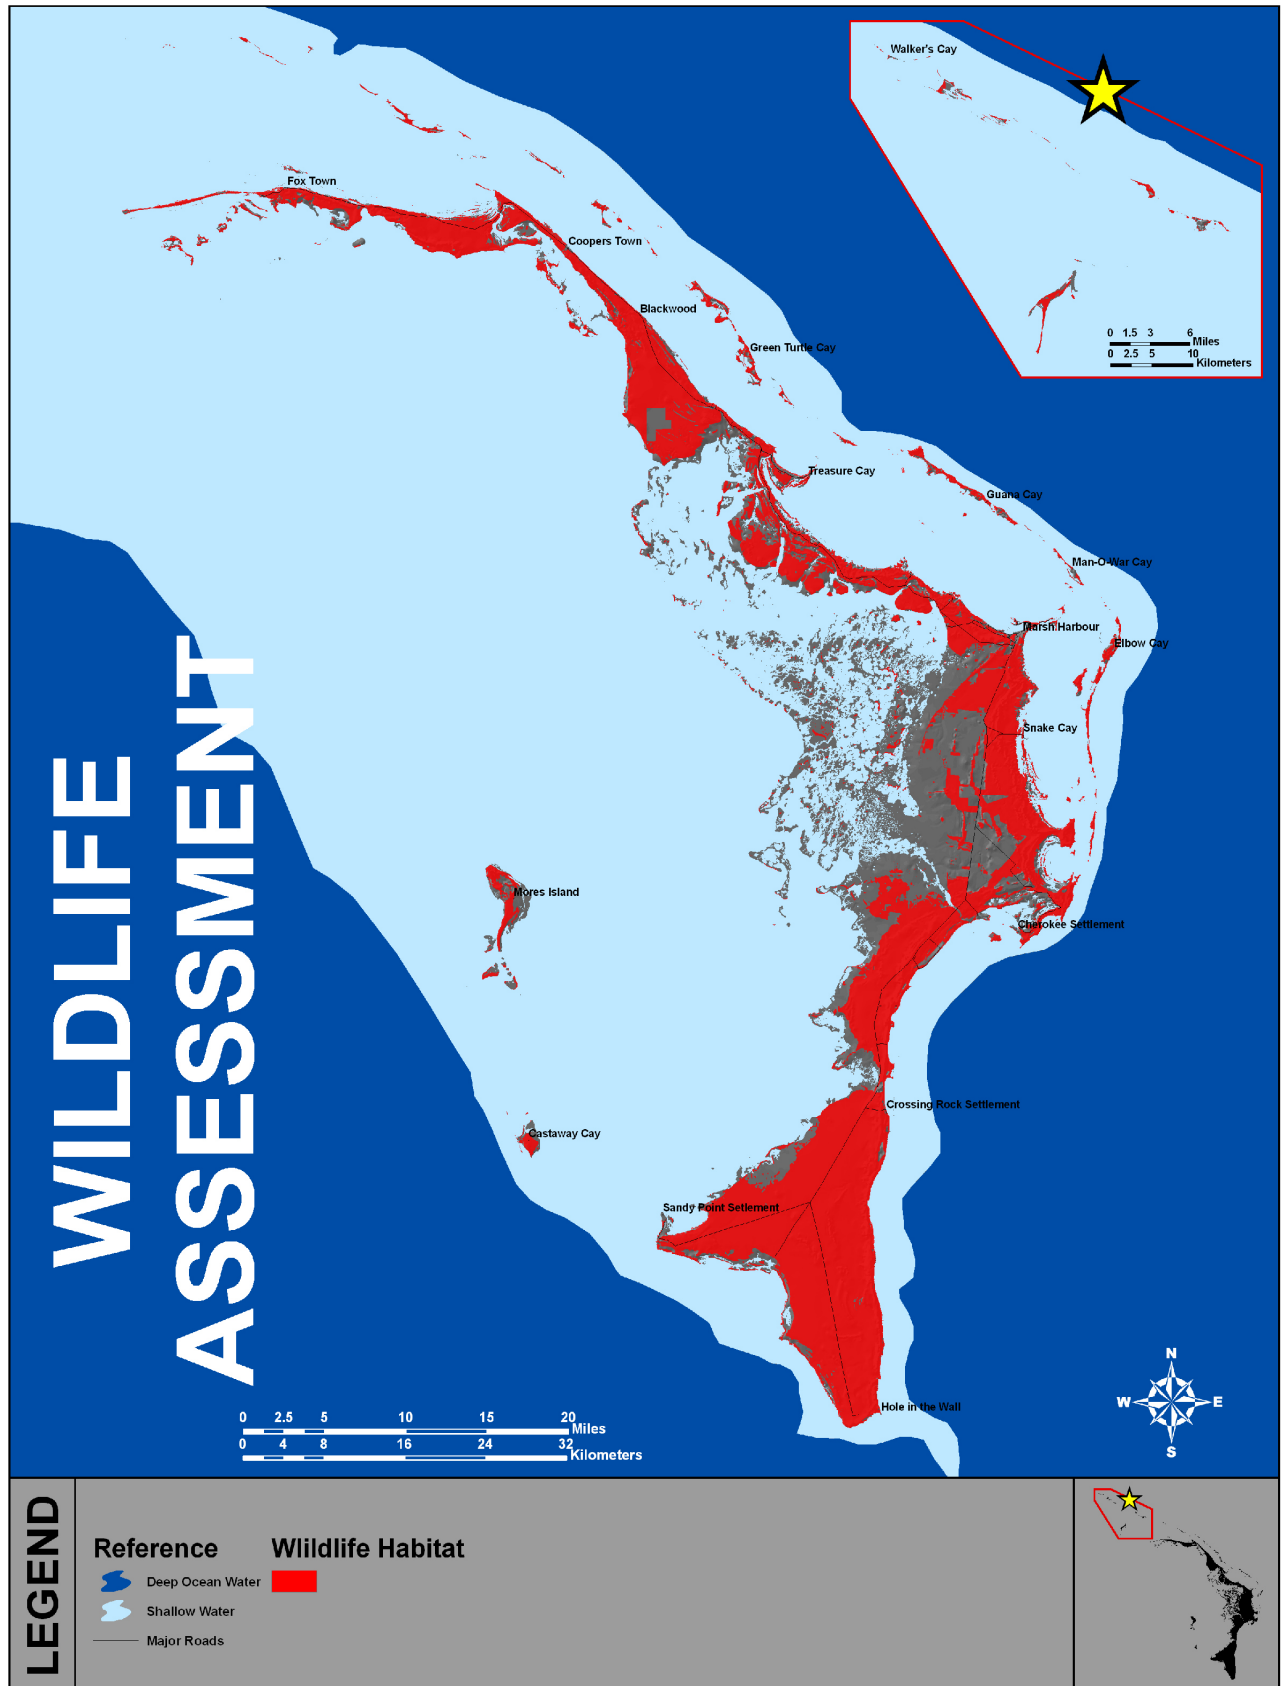 Walker's Cay
0 1.5 3 6
Miles
0 2.5 5 10
Kilometers
Fox Town
Coopers Town
Blackwood
Green Turtle Cay
Treasure Cay
Guana Cay
Man-O-War Cay
Marsh Harbour
Elbow Cay
Snake Cay
Mores Island
Cherokee Settlement
Crossing Rock Settlement
Castaway Cay
Sandy Point Setlement
Hole in the Wall
WILDLIFE
ASSESSMENT
0 2.5 5 10 15 20
Miles
0 4 8 16 24 32
Kilometers
N
W E
S
LEGEND
Reference
Deep Ocean Water
Shallow Water
Major Roads
Wlildlife Habitat